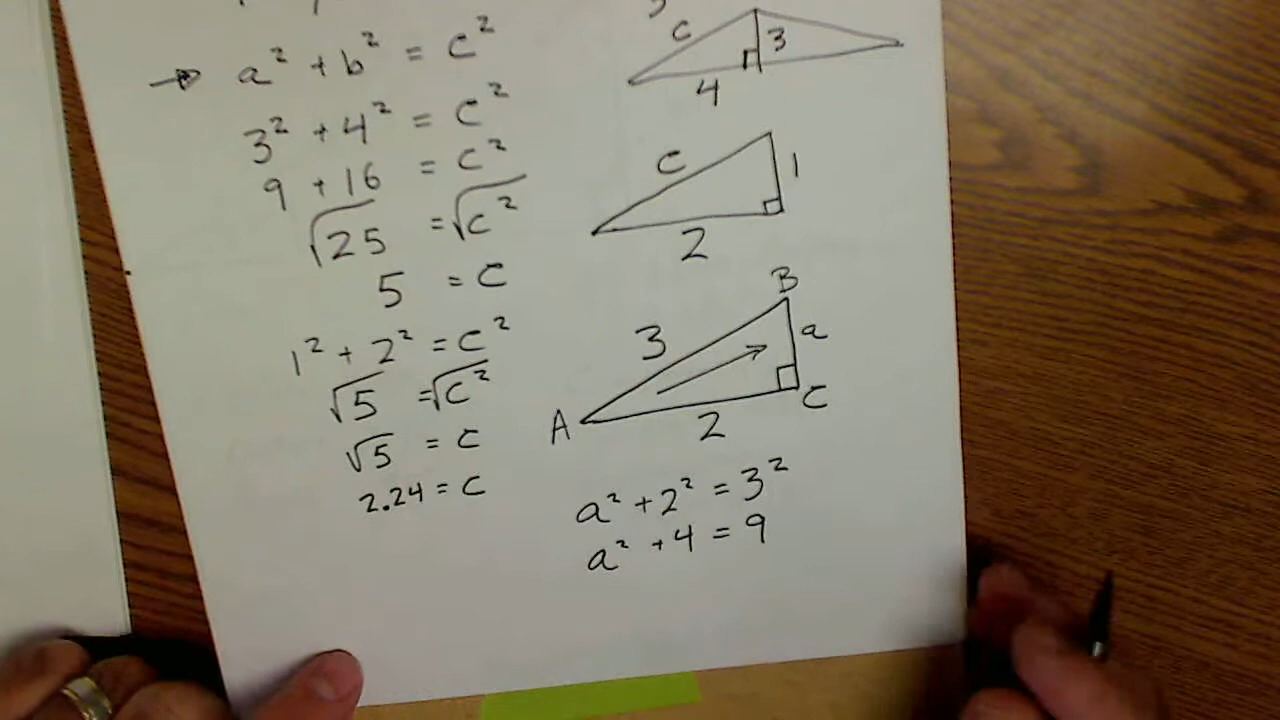 a² + b² = c²
3² + 4² = c²
9 + 16 = c²
√25 = √c²
5 = c
1² + 2² = c²
√5 = √c²
√5 = c
2.24 = c
c
3
4
c
1
2
B
3
a
A
2
C
a² + 2² = 3²
a² + 4 = 9